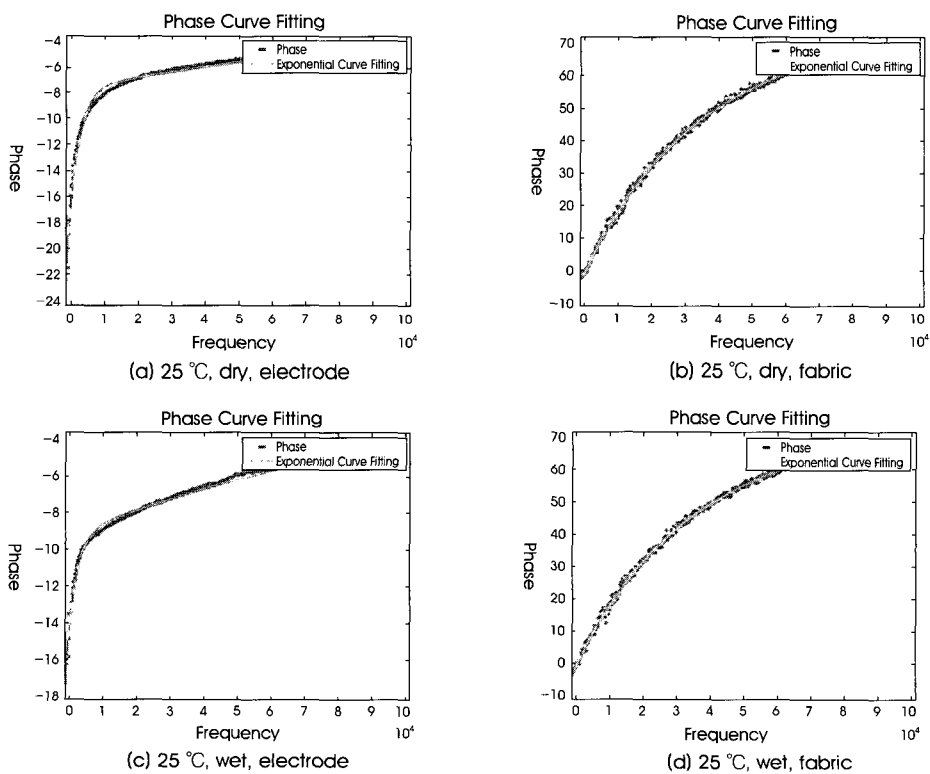 Phase Curve Fitting
-4
-6
-8
-10
-12
-14
-16
-18
-20
-22
-24
Phase
Phase
Exponential Curve Fitting
0 1 2 3 4 5 6 7 8 9 10
Frequency
10⁴
(a) 25 ℃, dry, electrode
Phase Curve Fitting
70
60
50
40
30
20
10
0
-10
Phase
Phase
Exponential Curve Fitting
0 1 2 3 4 5 6 7 8 9 10
Frequency
10⁴
(b) 25 ℃, dry, fabric
Phase Curve Fitting
-4
-6
-8
-10
-12
-14
-16
-18
Phase
Phase
Exponential Curve Fitting
0 1 2 3 4 5 6 7 8 9 10
Frequency
10⁴
(c) 25 ℃, wet, electrode
Phase Curve Fitting
70
60
50
40
30
20
10
0
-10
Phase
Phase
Exponential Curve Fitting
0 1 2 3 4 5 6 7 8 9 10
Frequency
10⁴
(d) 25 ℃, wet, fabric